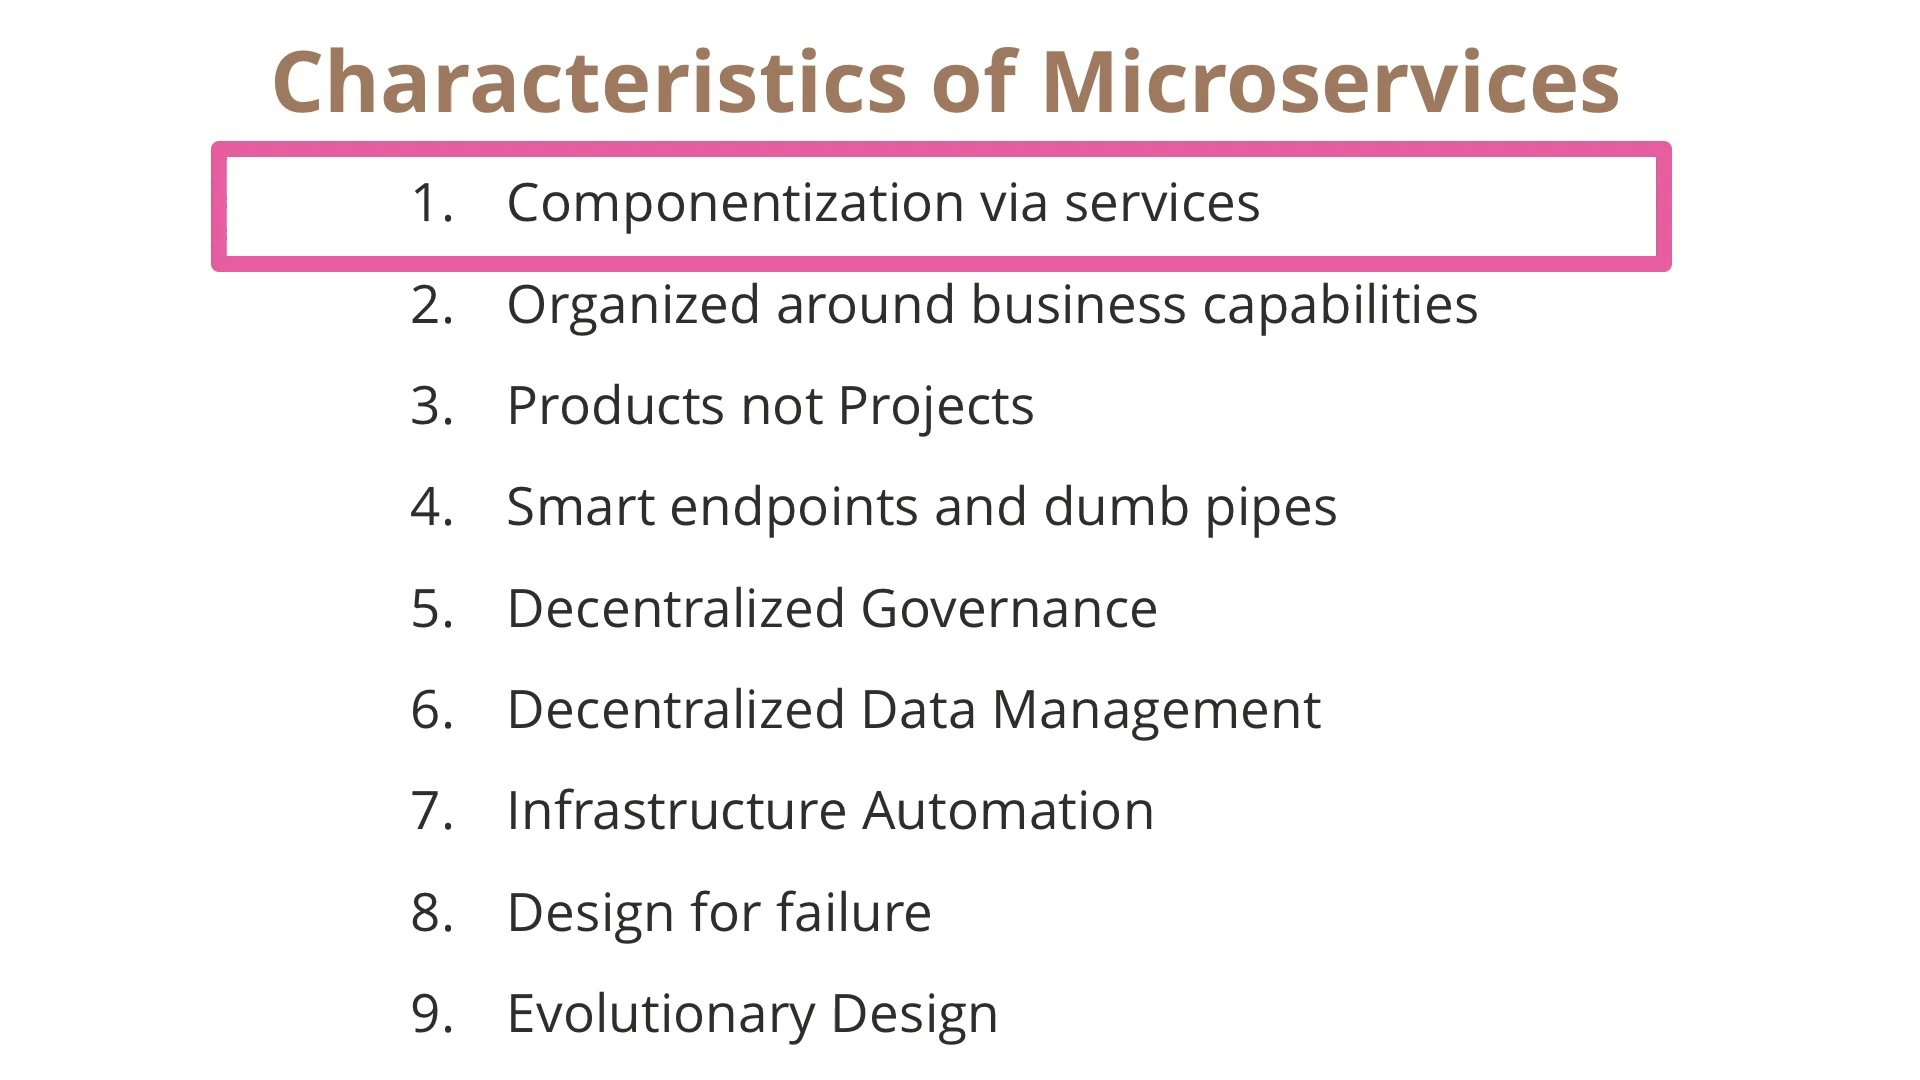 Characteristics of Microservices
1. Componentization via services
2. Organized around business capabilities
3. Products not Projects
4. Smart endpoints and dumb pipes
5. Decentralized Governance
6. Decentralized Data Management
7. Infrastructure Automation
8. Design for failure
9. Evolutionary Design